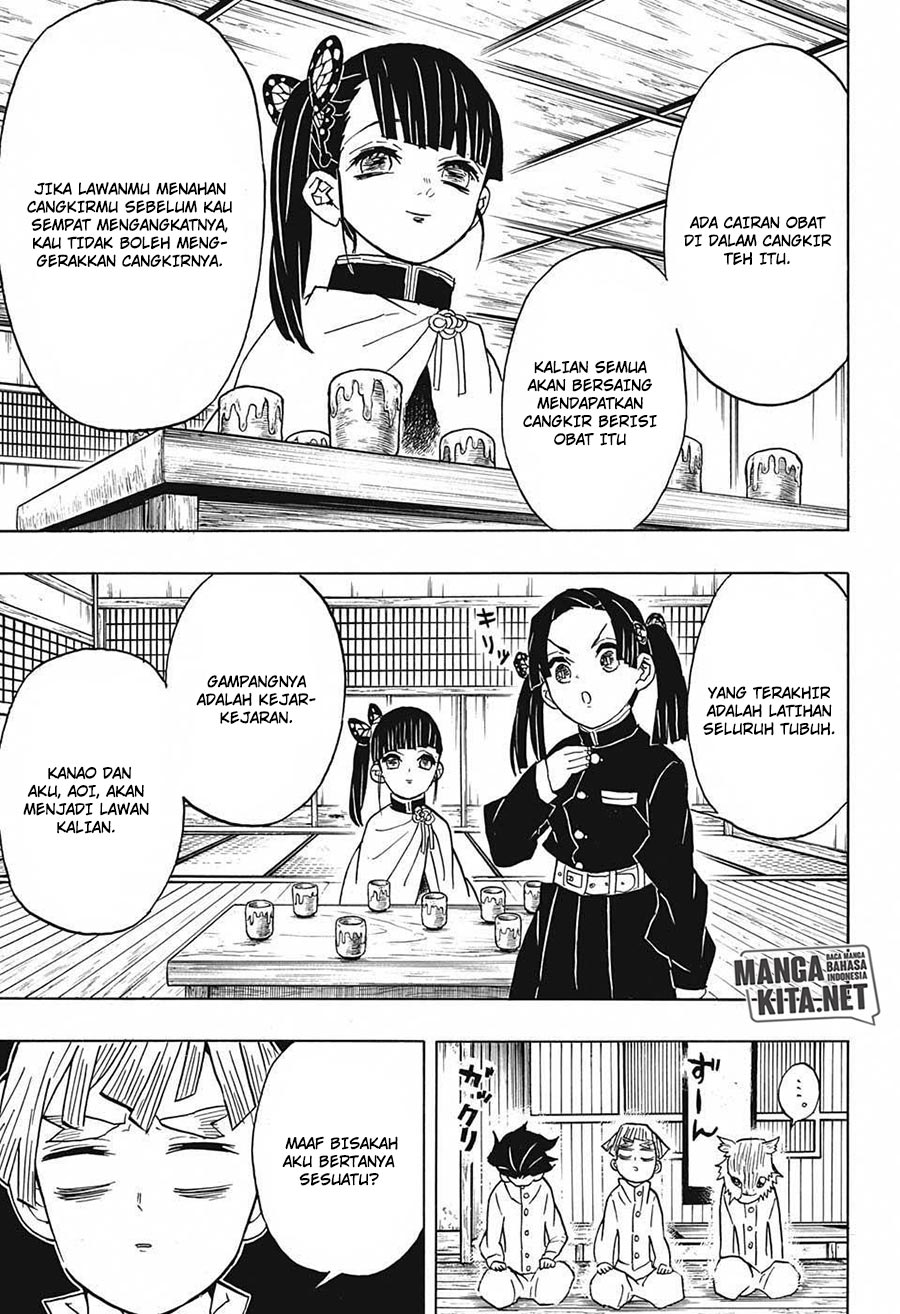 ADA CAIRAN OBAT
DI DALAM CANGKIR
TEH ITU.
KALIAN SEMUA
AKAN BERSAING
MENDAPATKAN
CANGKIR BERISI
OBAT ITU
JIKA LAWANMU MENAHAN
CANGKIRMU SEBELUM KAU
SEMPAT MENGANGKATNYA,
KAU TIDAK BOLEH MENG-
GERAKKAN CANGKIRNYA.
YANG TERAKHIR
ADALAH LATIHAN
SELURUH TUBUH.
キリッ
GAMPANGNYA
ADALAH KEJAR-
KEJARAN.
KANAO DAN
AKU, AOI, AKAN
MENJADI LAWAN
KALIAN.
MANGA
KITA.NET
BACA MANGA
BAHASA
INDONESIA
...
ずーん
ガックリ
MAAF BISAKAH
AKU BERTANYA
SESUATU?